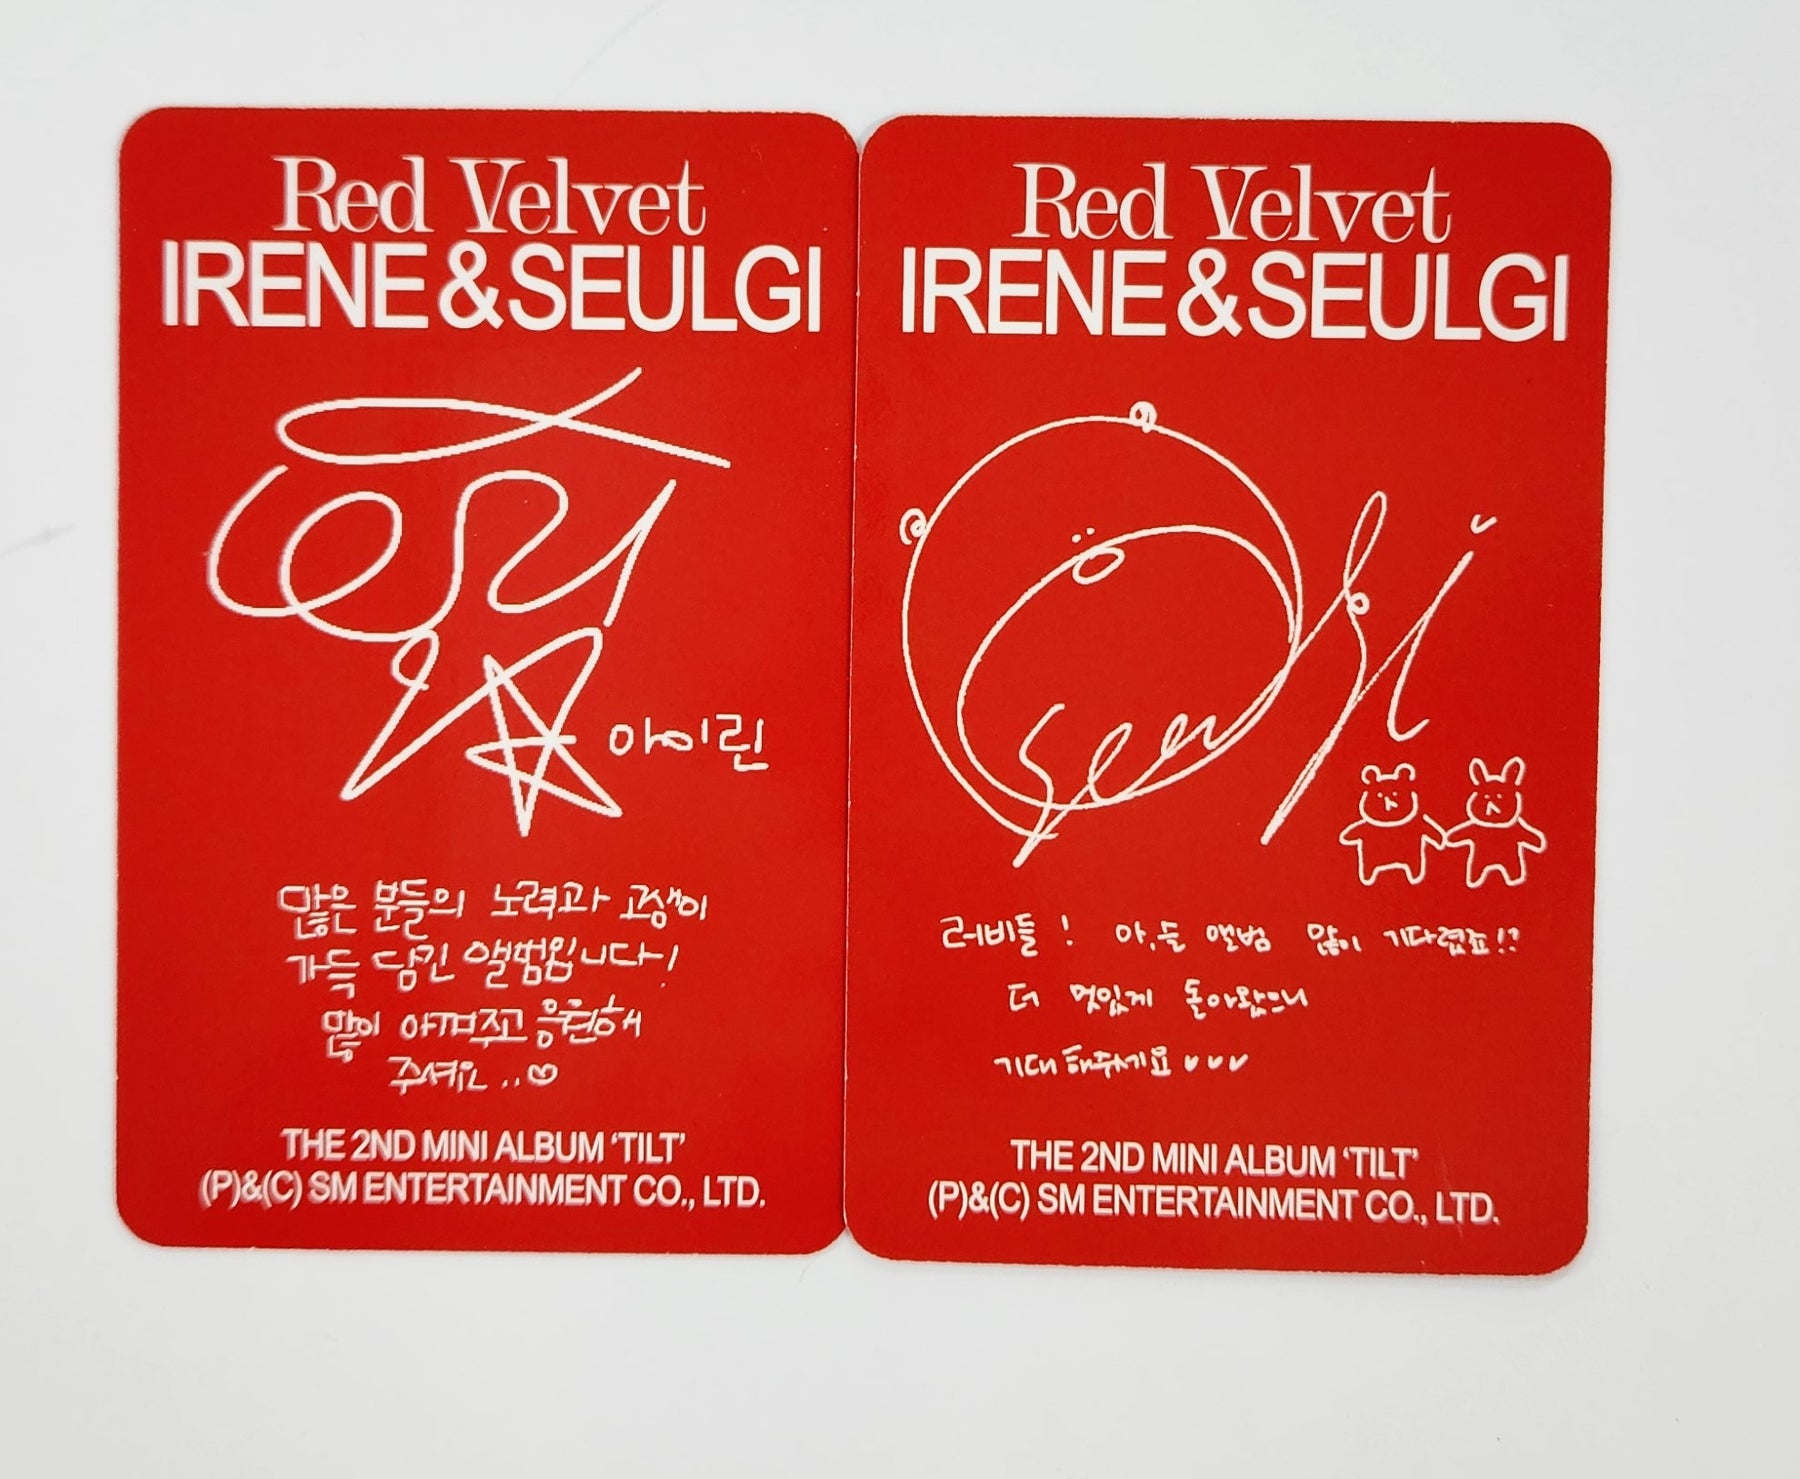 Red Velvet
IRENE & SEULGI
아이린
많은 분들의 노력과 고생이
가득 담긴 앨범입니다!
많이 아껴주고 응원해
주세요..♡
THE 2ND MINI ALBUM ‘TILT’
(P)&(C) SM ENTERTAINMENT CO., LTD.
Red Velvet
IRENE & SEULGI
Seulgi
러비들! 아.슬 앨범 많이 기다렸죠!?
더 멋있게 돌아왔으니
기대해주세요 ♥♥♥
THE 2ND MINI ALBUM ‘TILT’
(P)&(C) SM ENTERTAINMENT CO., LTD.